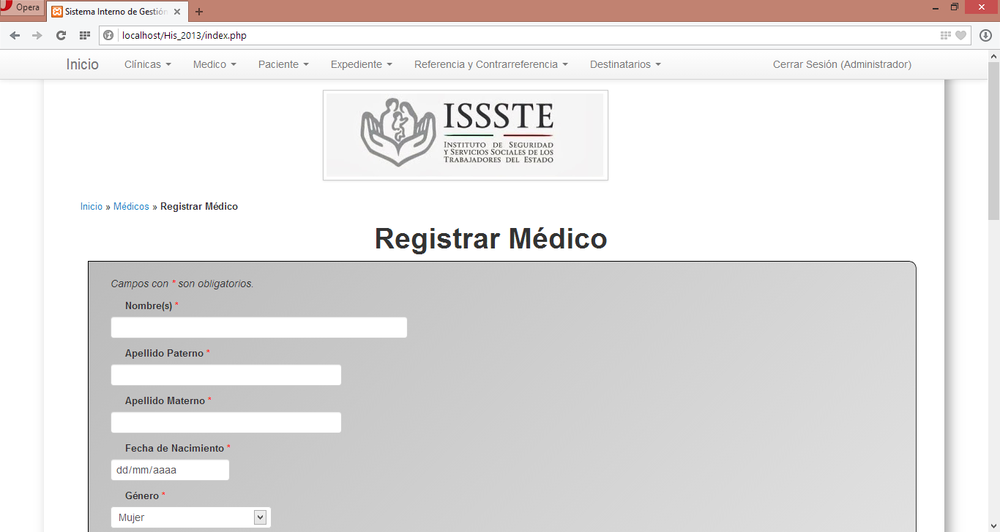 Opera
Sistema Interno de Gestión
localhost/His_2013/index.php
Inicio Clínicas Medico Paciente Expediente Referencia y Contrarreferencia Destinatarios Cerrar Sesión (Administrador)
ISSSTE
INSTITUTO DE SEGURIDAD
Y SERVICIOS SOCIALES DE LOS
TRABAJADORES DEL ESTADO
Inicio » Médicos » Registrar Médico
Registrar Médico
Campos con * son obligatorios.
Nombre(s) *
Apellido Paterno *
Apellido Materno *
Fecha de Nacimiento *
dd/mm/aaaa
Género *
Mujer